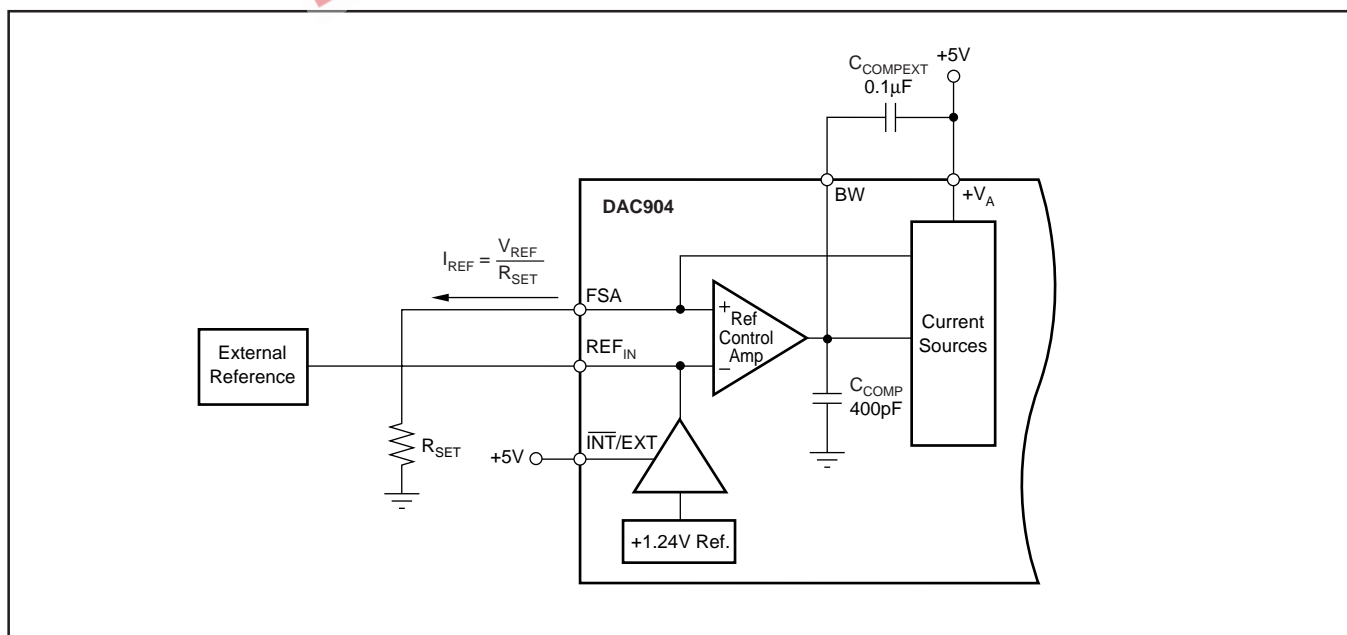 +5V
C_COMPEXT
0.1µF
BW
+V_A
DAC904
I_REF = V_REF / R_SET
FSA
+
Ref
Control
Amp
–
Current
Sources
REF_IN
External
Reference
C_COMP
400pF
R_SET
+5V
I̅N̅T̅/EXT
+1.24V Ref.